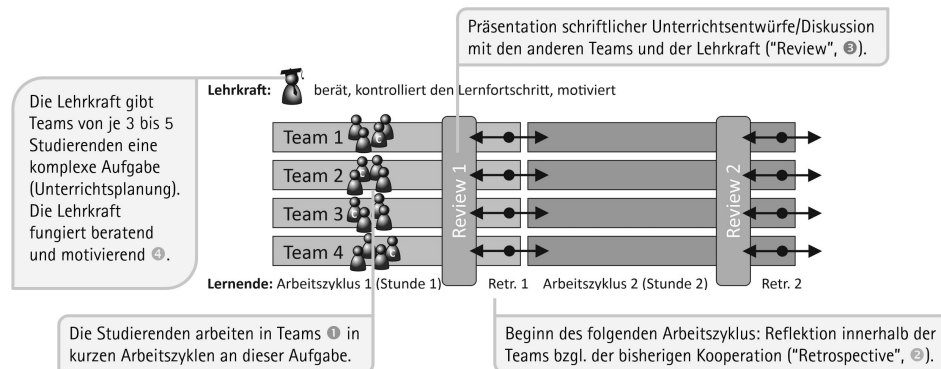 Präsentation schriftlicher Unterrichtsentwürfe/Diskussion
mit den anderen Teams und der Lehrkraft ("Review", ❸).
Die Lehrkraft gibt
Teams von je 3 bis 5
Studierenden eine
komplexe Aufgabe
(Unterrichtsplanung).
Die Lehrkraft
fungiert beratend
und motivierend ❹.
Lehrkraft: berät, kontrolliert den Lernfortschritt, motiviert
Team 1
Team 2
Team 3
Team 4
Review 1
Review 2
Lernende: Arbeitszyklus 1 (Stunde 1) Retr. 1 Arbeitszyklus 2 (Stunde 2) Retr. 2
Die Studierenden arbeiten in Teams ❶ in
kurzen Arbeitszyklen an dieser Aufgabe.
Beginn des folgenden Arbeitszyklus: Reflektion innerhalb der
Teams bzgl. der bisherigen Kooperation ("Retrospective", ❷).